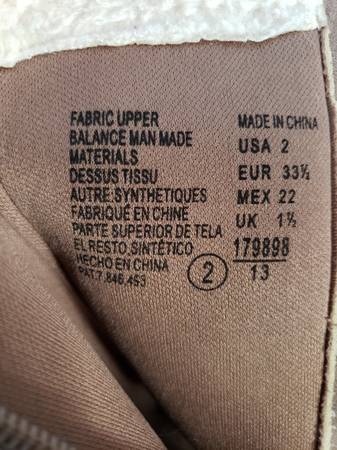 FABRIC UPPER
BALANCE MAN MADE
MATERIALS
DESSUS TISSU
AUTRE SYNTHETIQUES
FABRIQUÉ EN CHINE
PARTE SUPERIOR DE TELA
EL RESTO, SINTÉTICO
HECHO EN CHINA
PAT.7,846,493
MADE IN CHINA
USA 2
EUR 33½
MEX 22
UK 1½
179898
2
13